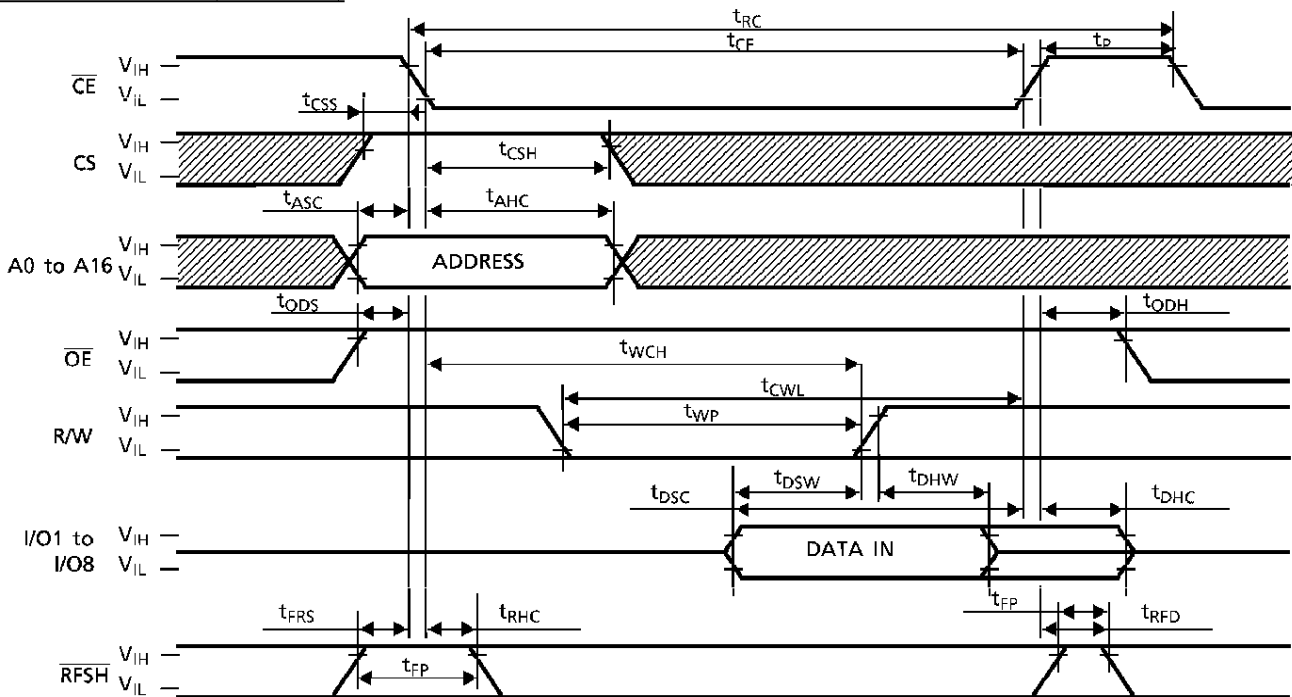 tRC
tCE
tP
CE
VIH
VIL
tCSS
CS
VIH
VIL
tCSH
tASC
tAHC
A0 to A16
VIH
VIL
ADDRESS
tODS
tODH
OE
VIH
VIL
tWCH
tCWL
R/W
VIH
VIL
tWP
tDSC
tDSW
tDHW
tDHC
I/O1 to
I/O8
VIH
VIL
DATA IN
tFRS
tRHC
tFP
tRFD
RFSH
VIH
VIL
tFP